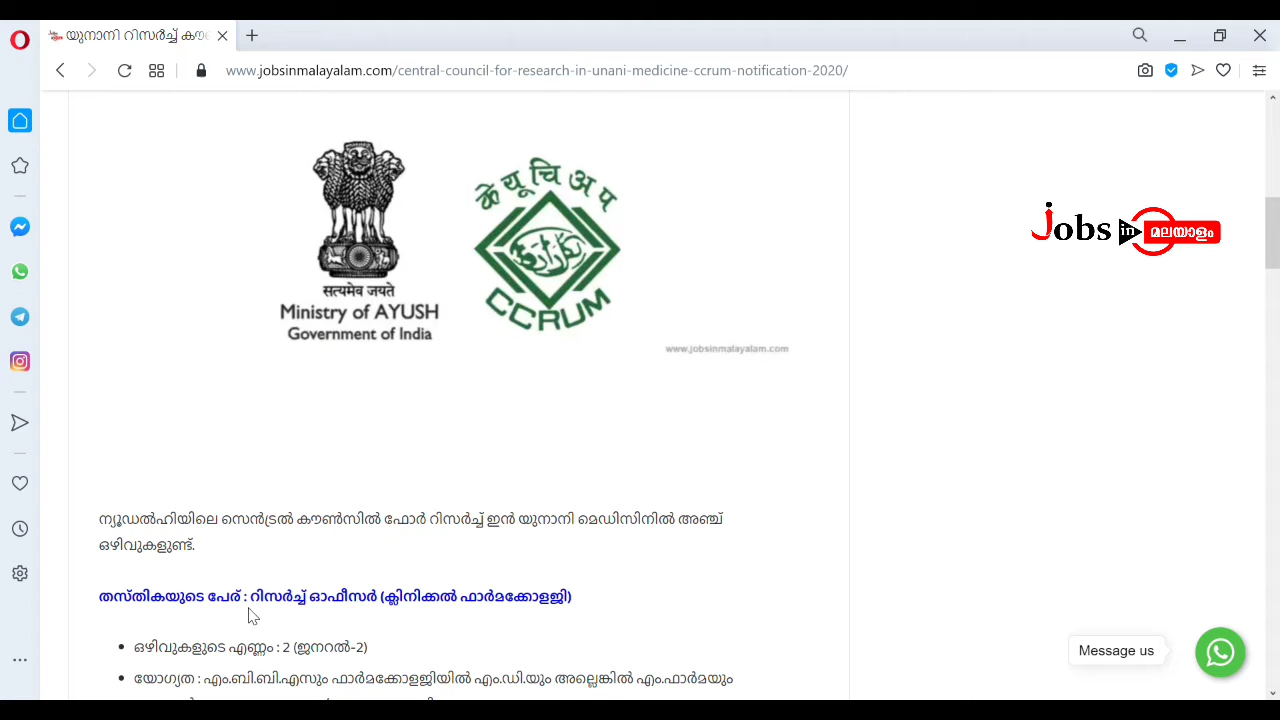 യുനാനി റിസർച്ച് കൗ
www.jobsinmalayalam.com/central-council-for-research-in-unani-medicine-ccrum-notification-2020/
के यू चि अ प
सत्यमेव जयते
Ministry of AYUSH
Government of India
CCRUM
www.jobsinmalayalam.com
Jobs in മലയാളം
ന്യൂഡൽഹിയിലെ സെൻട്രൽ കൗൺസിൽ ഫോർ റിസർച്ച് ഇൻ യുനാനി മെഡിസിനിൽ അഞ്ച്
ഒഴിവുകളുണ്ട്.
തസ്തികയുടെ പേര് : റിസർച്ച് ഓഫീസർ (ക്ലിനിക്കൽ ഫാർമക്കോളജി)
ഒഴിവുകളുടെ എണ്ണം : 2 (ജനറൽ-2)
Message us
യോഗ്യത : എം.ബി.ബി.എസും ഫാർമക്കോളജിയിൽ എം.ഡി.യും അല്ലെങ്കിൽ എം.ഫാർമയും